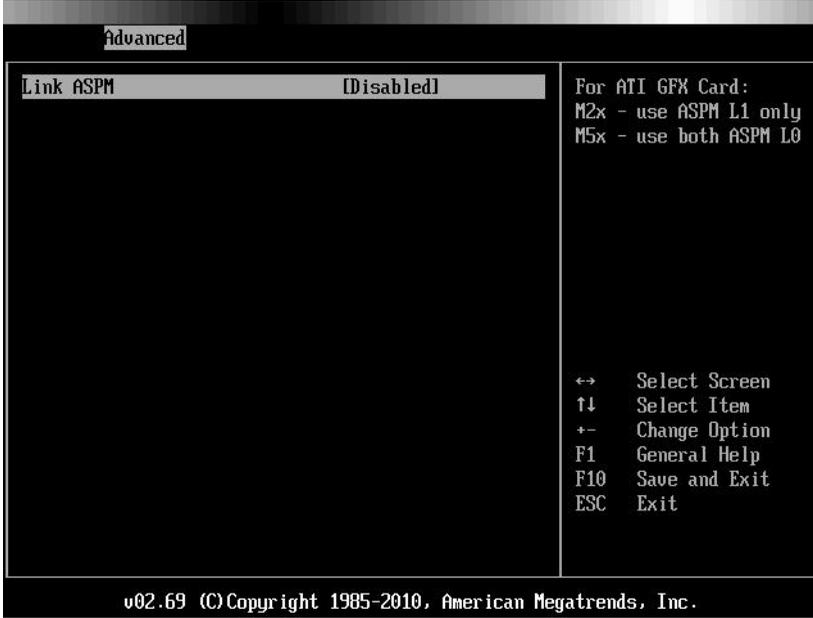 Advanced
Link ASPM [Disabled]
For ATI GFX Card:
M2x - use ASPM L1 only
M5x - use both ASPM L0
←→ Select Screen
↑↓ Select Item
+- Change Option
F1 General Help
F10 Save and Exit
ESC Exit
v02.69 (C)Copyright 1985-2010, American Megatrends, Inc.